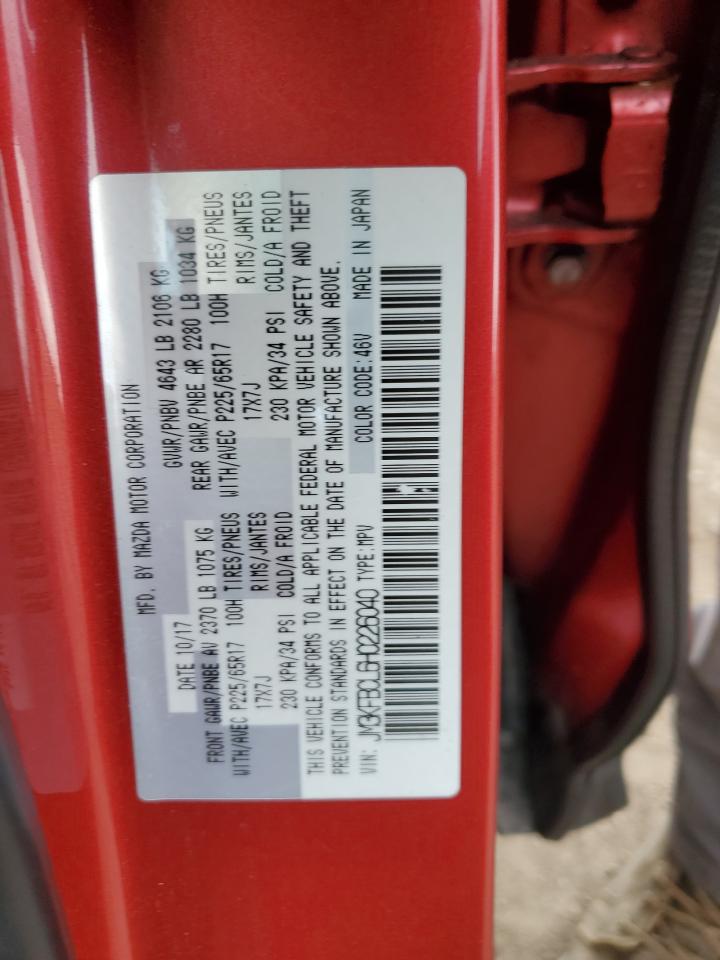 MFD. BY MAZDA MOTOR CORPORATION
DATE 10/17 GVWR/PNBV 4643 LB 2106 KG
FRONT GAWR/PNBE AV 2370 LB 1075 KG REAR GAWR/PNBE AR 2280 LB 1034 KG
WITH/AVEC P225/65R17 100H TIRES/PNEUS WITH/AVEC P225/65R17 100H TIRES/PNEUS
17X7J RIMS/JANTES 17X7J RIMS/JANTES
230 KPA/34 PSI COLD/A FROID 230 KPA/34 PSI COLD/A FROID
THIS VEHICLE CONFORMS TO ALL APPLICABLE FEDERAL MOTOR VEHICLE SAFETY AND THEFT
PREVENTION STANDARDS IN EFFECT ON THE DATE OF MANUFACTURE SHOWN ABOVE.
VIN: JM3KFBCL6H0226040 TYPE:MPV COLOR CODE:46V MADE IN JAPAN